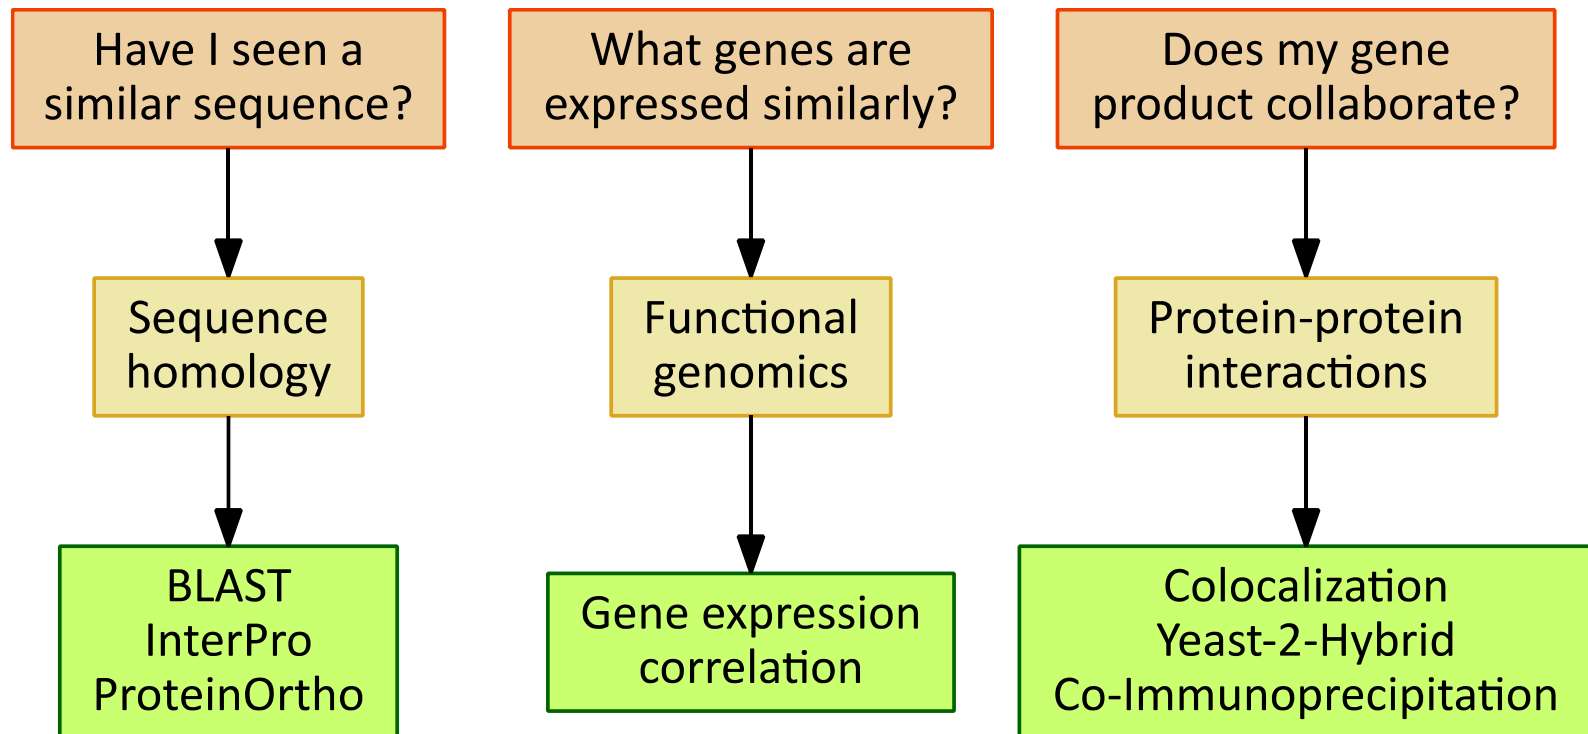 Have I seen a
similar sequence?
What genes are
expressed similarly?
Does my gene
product collaborate?
Sequence
homology
Functional
genomics
Protein-protein
interactions
BLAST
InterPro
ProteinOrtho
Gene expression
correlation
Colocalization
Yeast-2-Hybrid
Co-Immunoprecipitation